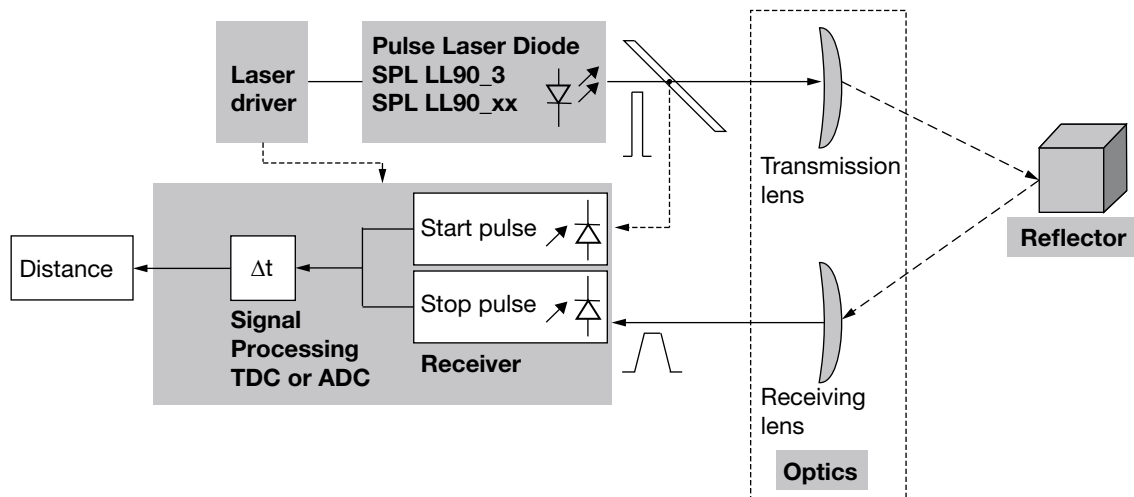 Laser
driver
Pulse Laser Diode
SPL LL90_3
SPL LL90_xx
Transmission
lens
Reflector
Start pulse
Stop pulse
Receiver
Δt
Distance
Signal
Processing
TDC or ADC
Receiving
lens
Optics